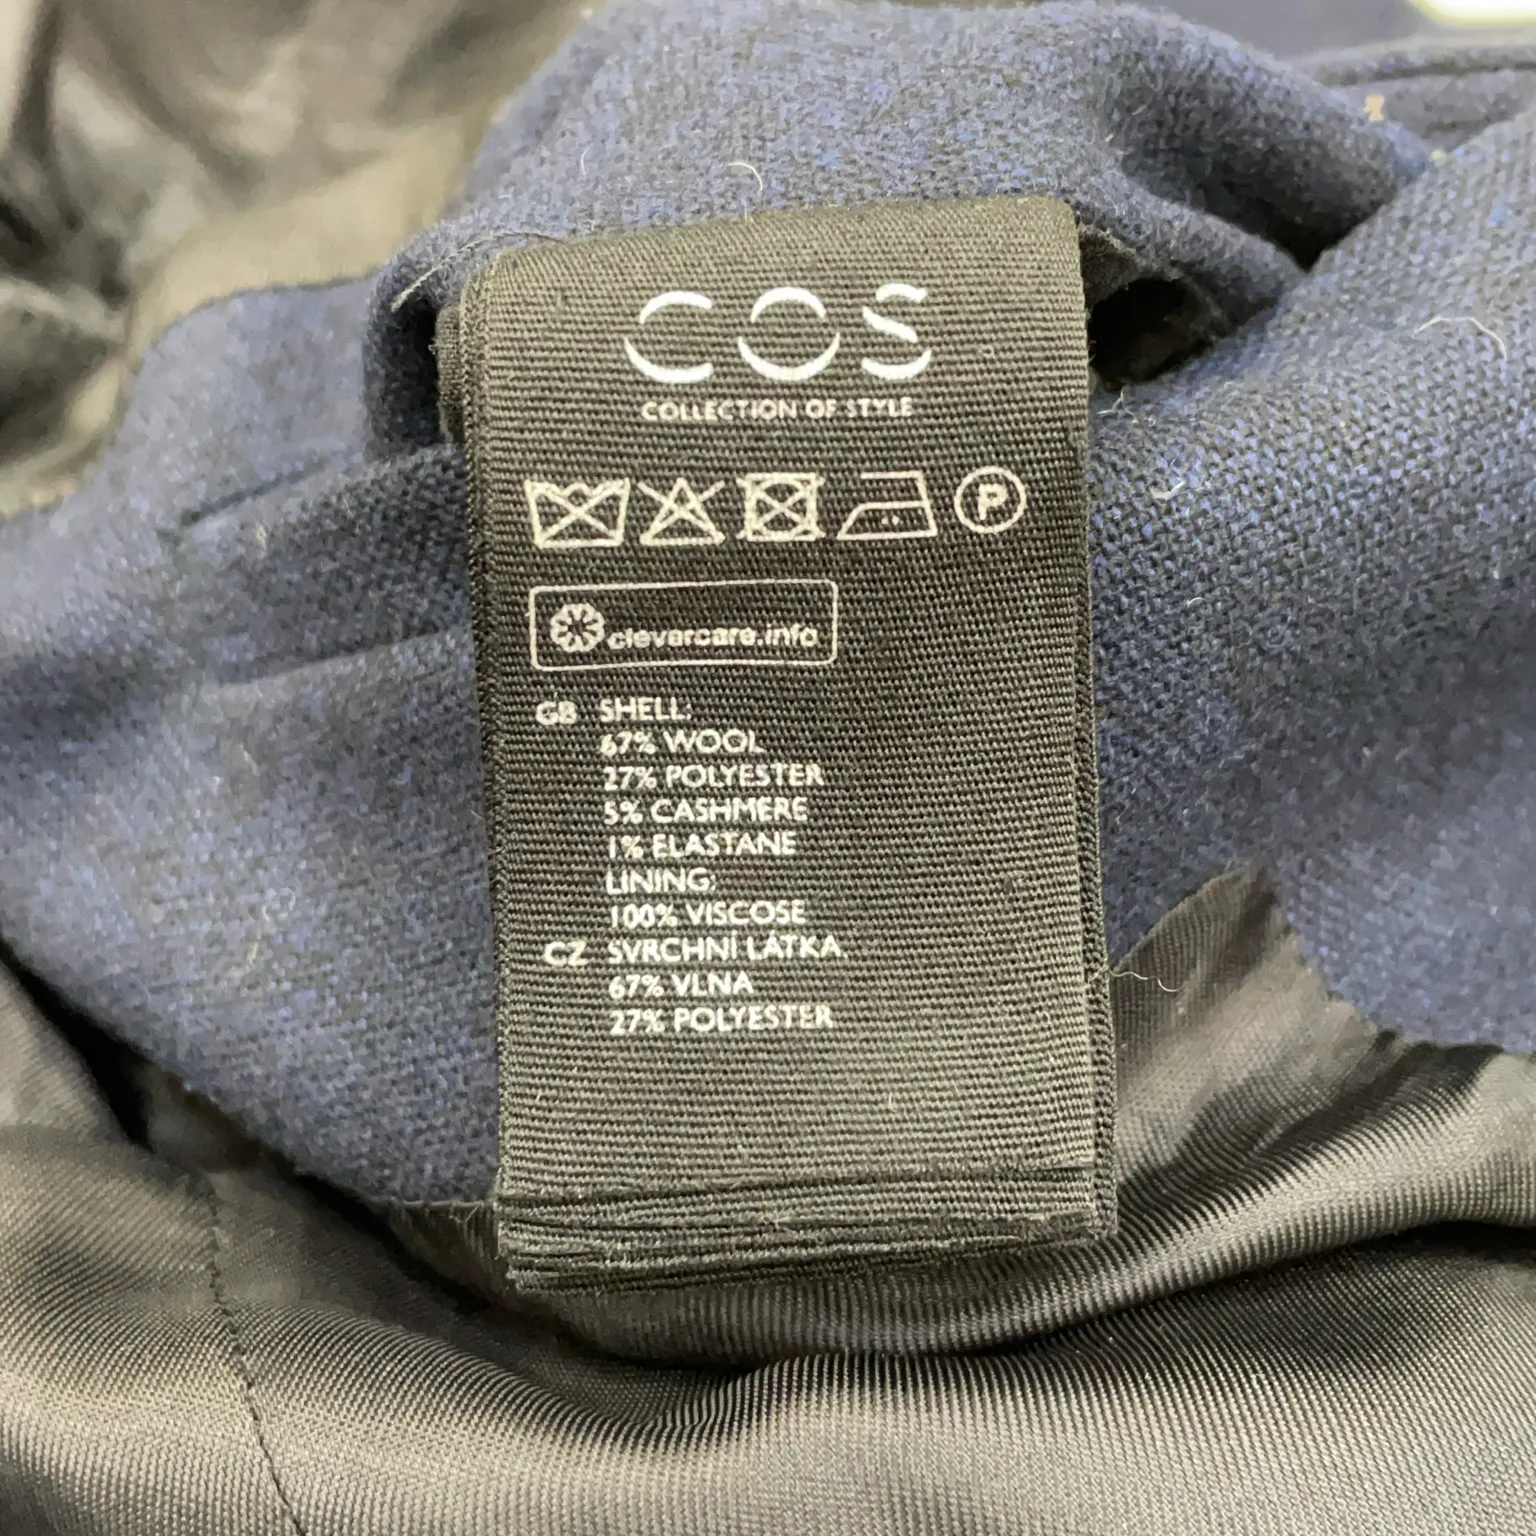 COS
COLLECTION OF STYLE
P
clevercare.info
GB SHELL:
67% WOOL
27% POLYESTER
5% CASHMERE
1% ELASTANE
LINING:
100% VISCOSE
CZ SVRCHNÍ LÁTKA:
67% VLNA
27% POLYESTER